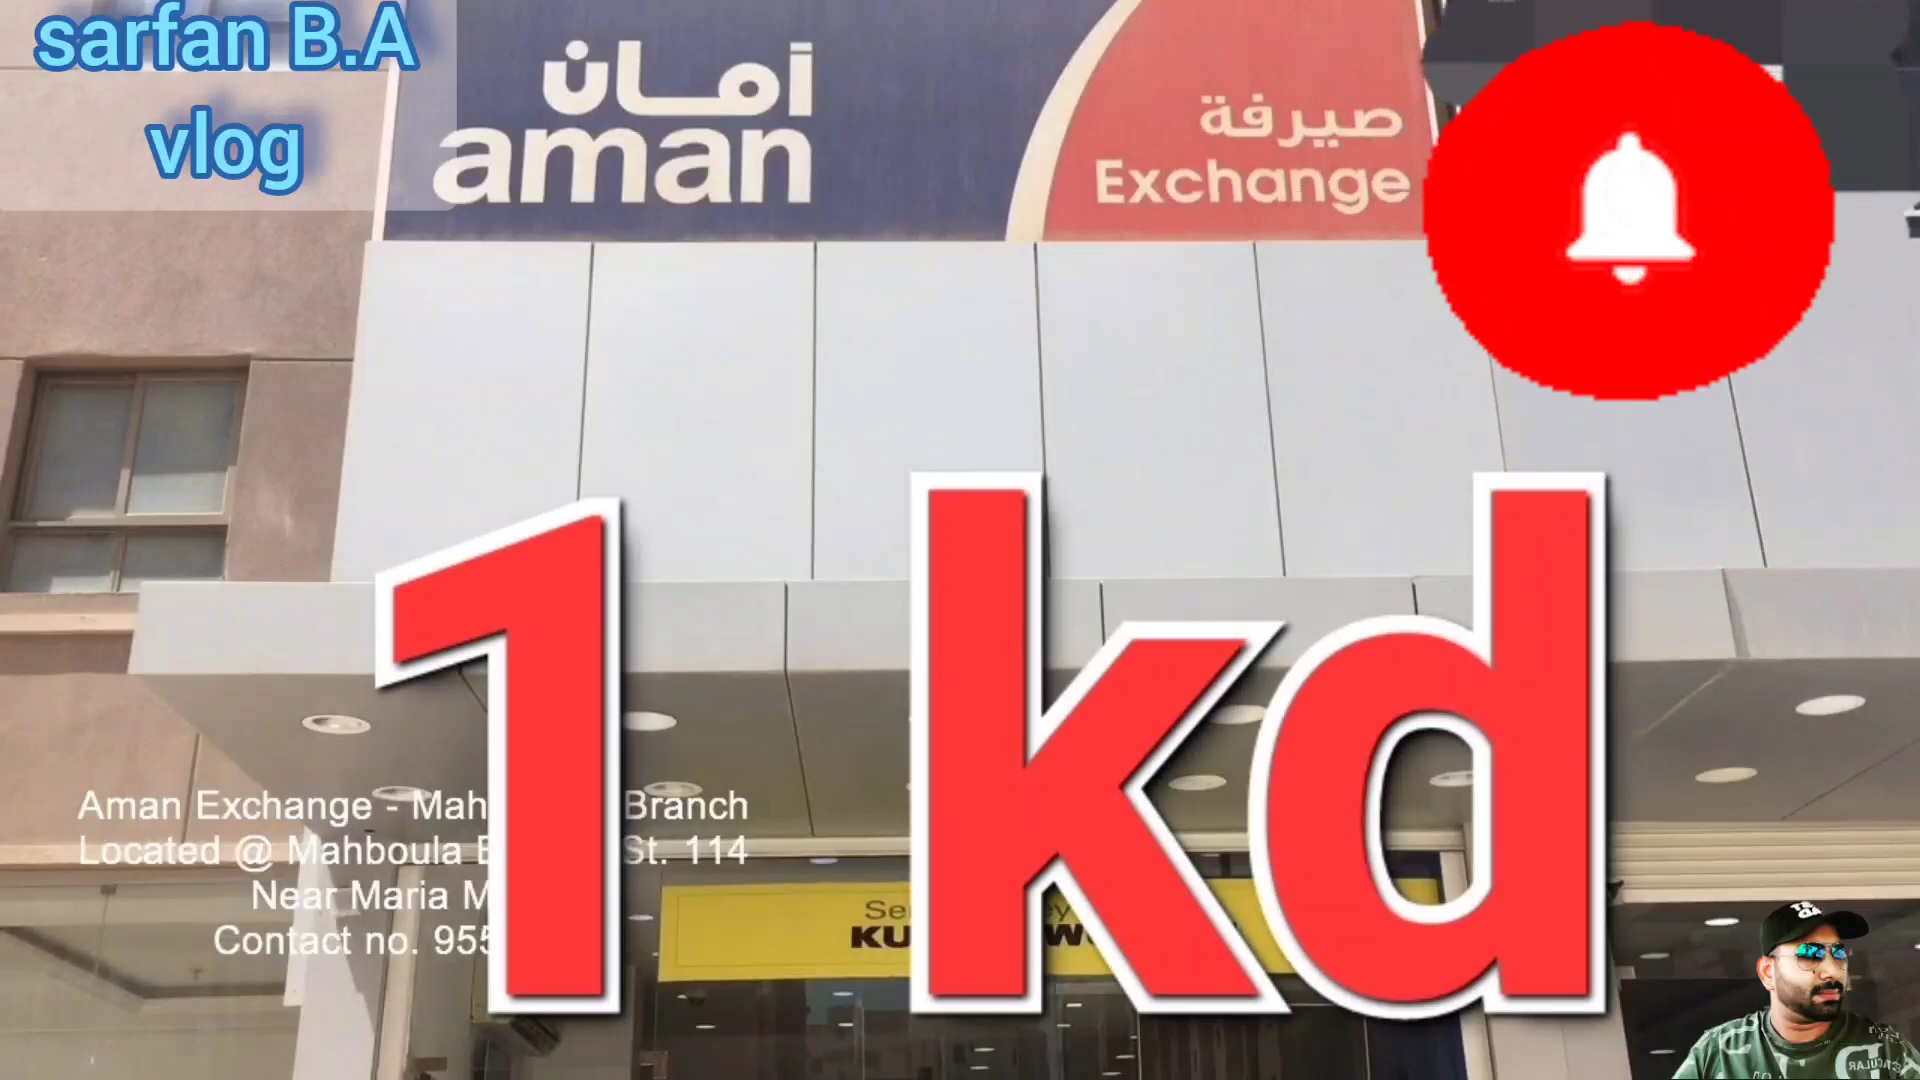 sarfan B.A
vlog
أمان
aman
صيرفة
Exchange
1 kd
Aman Exchange - Mah Branch
Located @ Mahboula St. 114
Near Maria
Contact no. 955